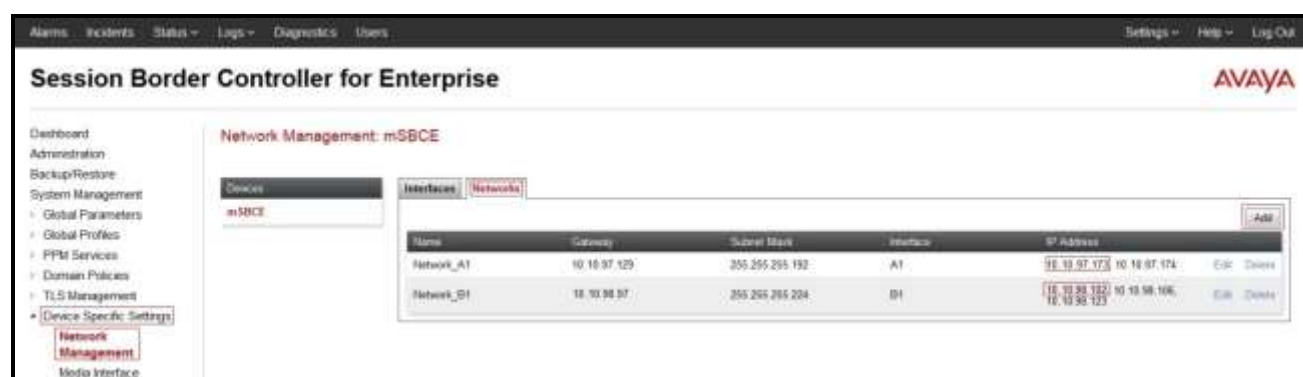 Alarms Incidents Status Logs Diagnostics Users Settings Help Log Out
Session Border Controller for Enterprise
AVAYA
Dashboard
Administration
Backup/Restore
System Management
Global Parameters
Global Profiles
PPM Services
Domain Policies
TLS Management
Device Specific Settings
Network
Management
Media Interface
Network Management: mSBCE
Devices
mSBCE
Interfaces Networks
Add
Name Gateway Subnet Mask Interface IP Address
Network_A1 10.10.97.129 255.255.255.192 A1 10.10.97.173, 10.10.97.174 Edit Delete
Network_B1 10.10.98.97 255.255.255.224 B1 10.10.98.102, 10.10.98.106, Edit Delete
10.10.98.123